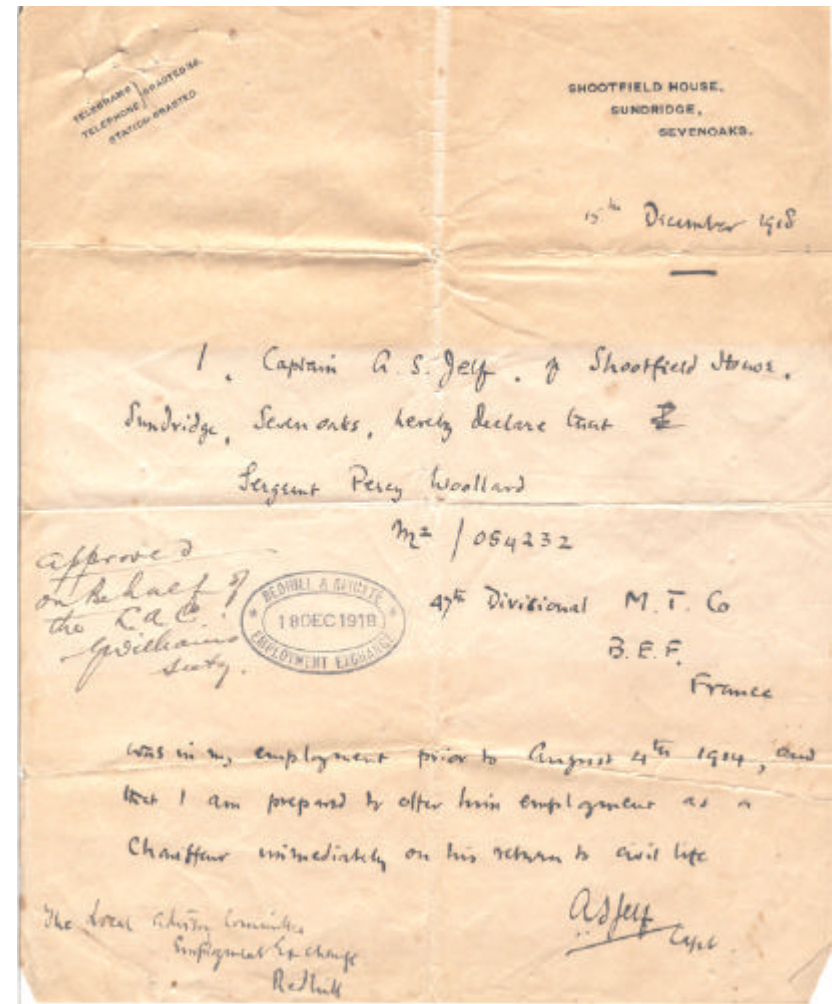 TELEGRAMS } BRASTED 36.
TELEPHONE }
STATION: BRASTED
SHOOTFIELD HOUSE,
SUNDRIDGE,
SEVENOAKS.
15th December 1918
I, Captain A. S. Jelf, of Shootfield House,
Sundridge, Sevenoaks, hereby declare that
Sergeant Percy Woollard
M2 / 054232
47th Divisional M. T. Co
B. E. F.
France
approved
on behalf of
the L.A.C.
GWilliams
Secty.
REDHILL & REIGATE
18 DEC 1918
EMPLOYMENT EXCHANGE
was in my employment prior to August 4th 1914, and
that I am prepared to offer him employment as a
Chauffeur immediately on his return to civil life
ASJelf
Capt.
The Local Advisory Committee
Employment Exchange
Redhill